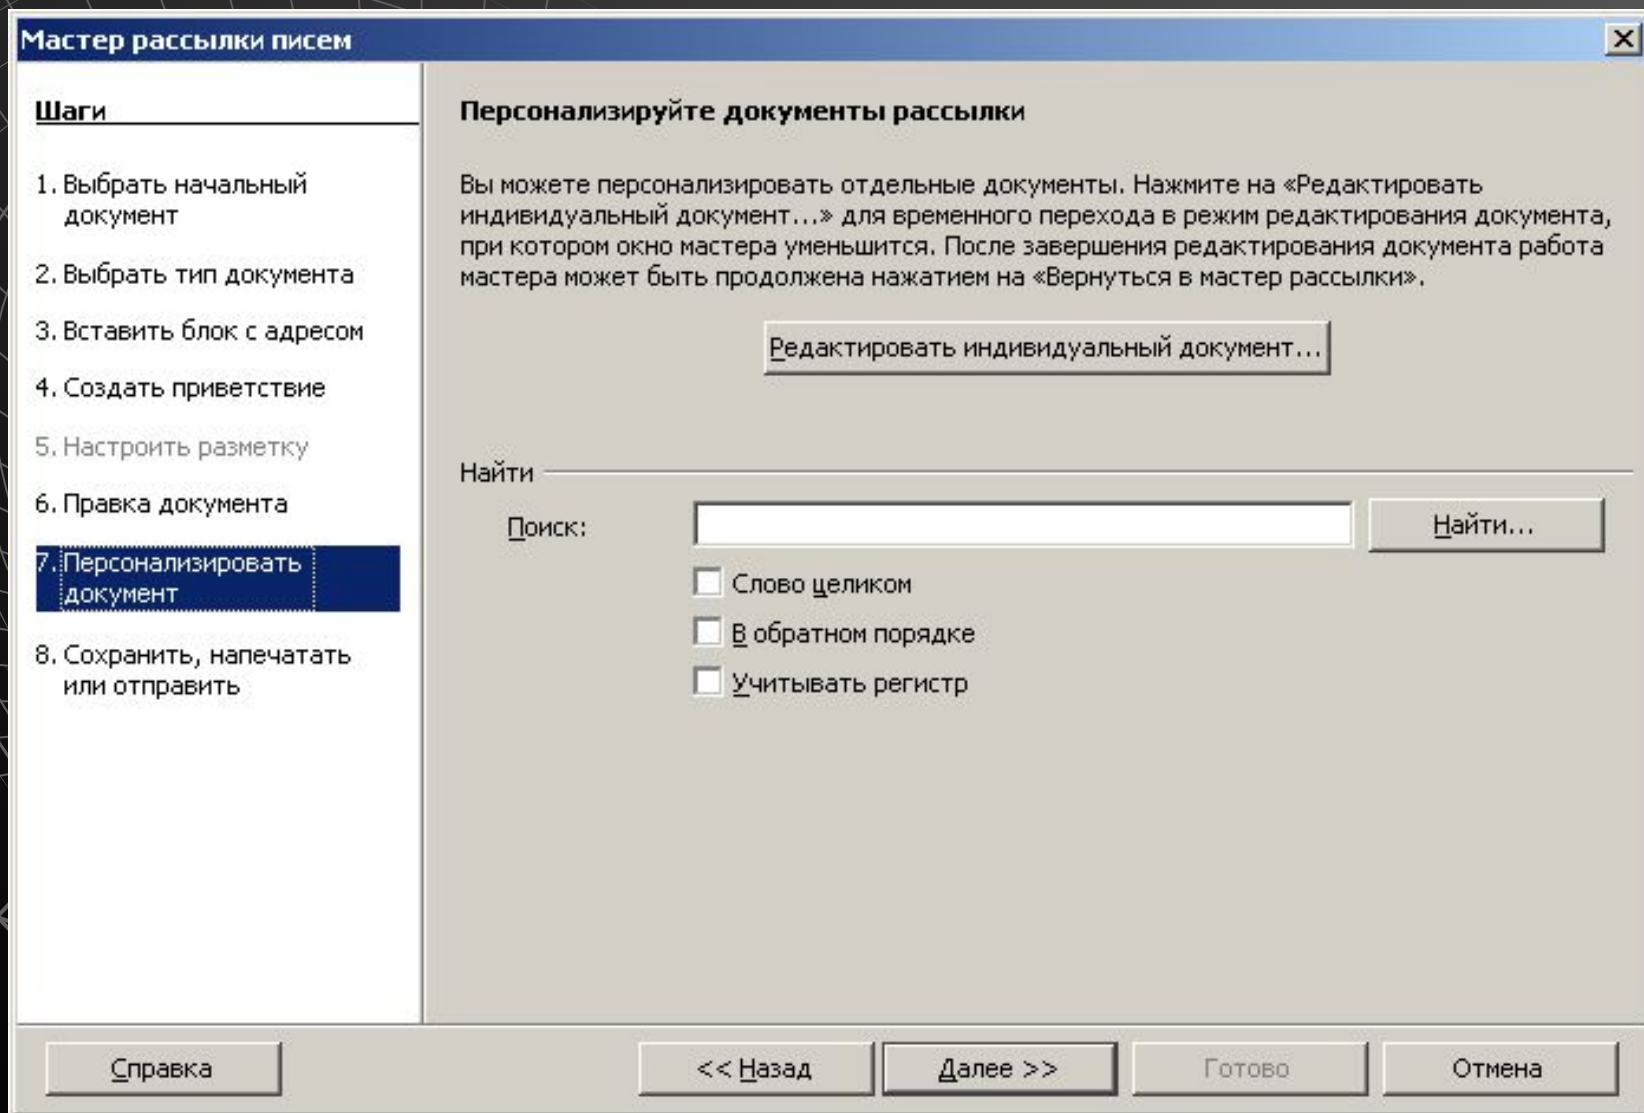 Мастер рассылки писем
Шаги
1. Выбрать начальный
документ
2. Выбрать тип документа
3. Вставить блок с адресом
4. Создать приветствие
5. Настроить разметку
6. Правка документа
7. Персонализировать
документ
8. Сохранить, напечатать
или отправить
Персонализируйте документы рассылки
Вы можете персонализировать отдельные документы. Нажмите на «Редактировать
индивидуальный документ...» для временного перехода в режим редактирования документа,
при котором окно мастера уменьшится. После завершения редактирования документа работа
мастера может быть продолжена нажатием на «Вернуться в мастер рассылки».
Редактировать индивидуальный документ...
Найти
Поиск:
Найти...
Слово целиком
В обратном порядке
Учитывать регистр
Справка
<< Назад
Далее >>
Готово
Отмена